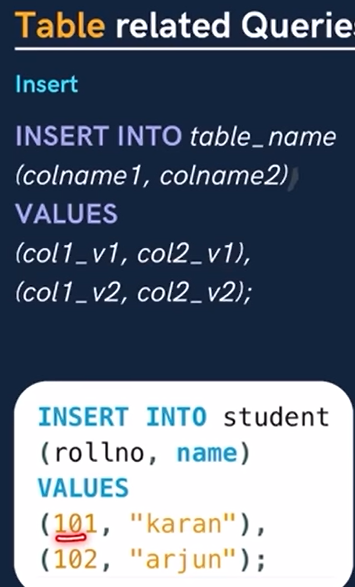 Table related Queries
Insert
INSERT INTO table_name
(colname1, colname2)
VALUES
(col1_v1, col2_v1),
(col1_v2, col2_v2);
INSERT INTO student
(rollno, name)
VALUES
(101, "karan"),
(102, "arjun");